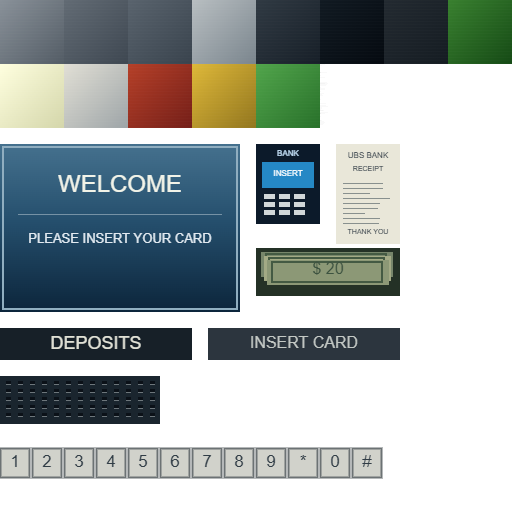 WELCOME
PLEASE INSERT YOUR CARD
BANK
INSERT
UBS BANK
RECEIPT
THANK YOU
$ 20
DEPOSITS
INSERT CARD
1 2 3 4 5 6 7 8 9 * 0 #